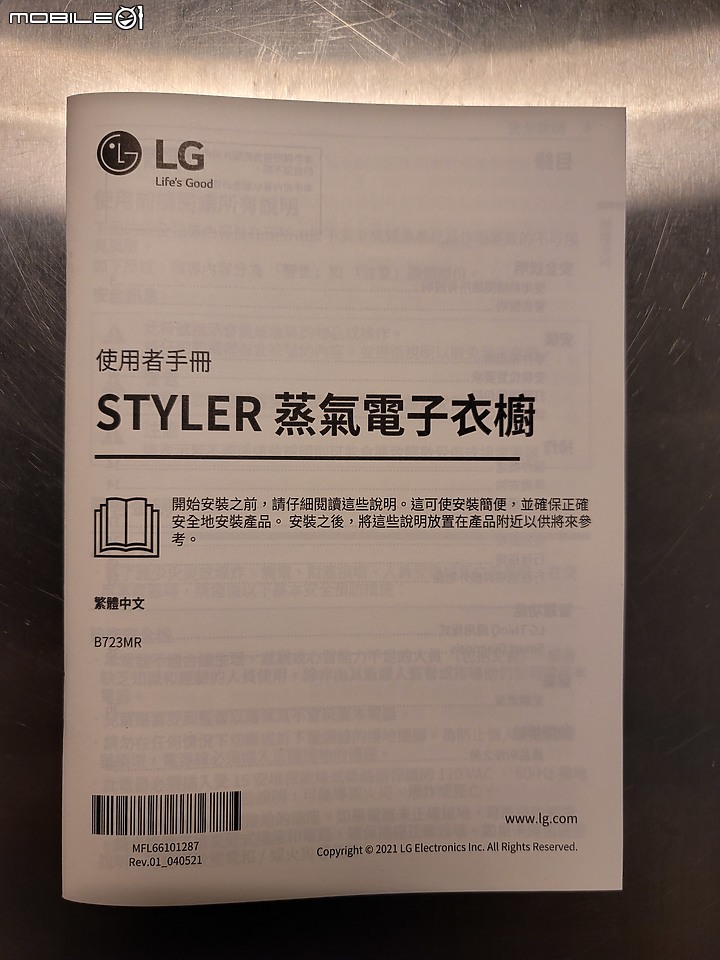 MOBILE01
LG
Life's Good
使用者手冊
STYLER 蒸氣電子衣櫥
開始安裝之前，請仔細閱讀這些說明。這可使安裝簡便，並確保正確
安全地安裝產品。 安裝之後，將這些說明放置在產品附近以供將來參
考。
繁體中文
B723MR
MFL66101287
Rev.01_040521
www.lg.com
Copyright © 2021 LG Electronics Inc. All Rights Reserved.